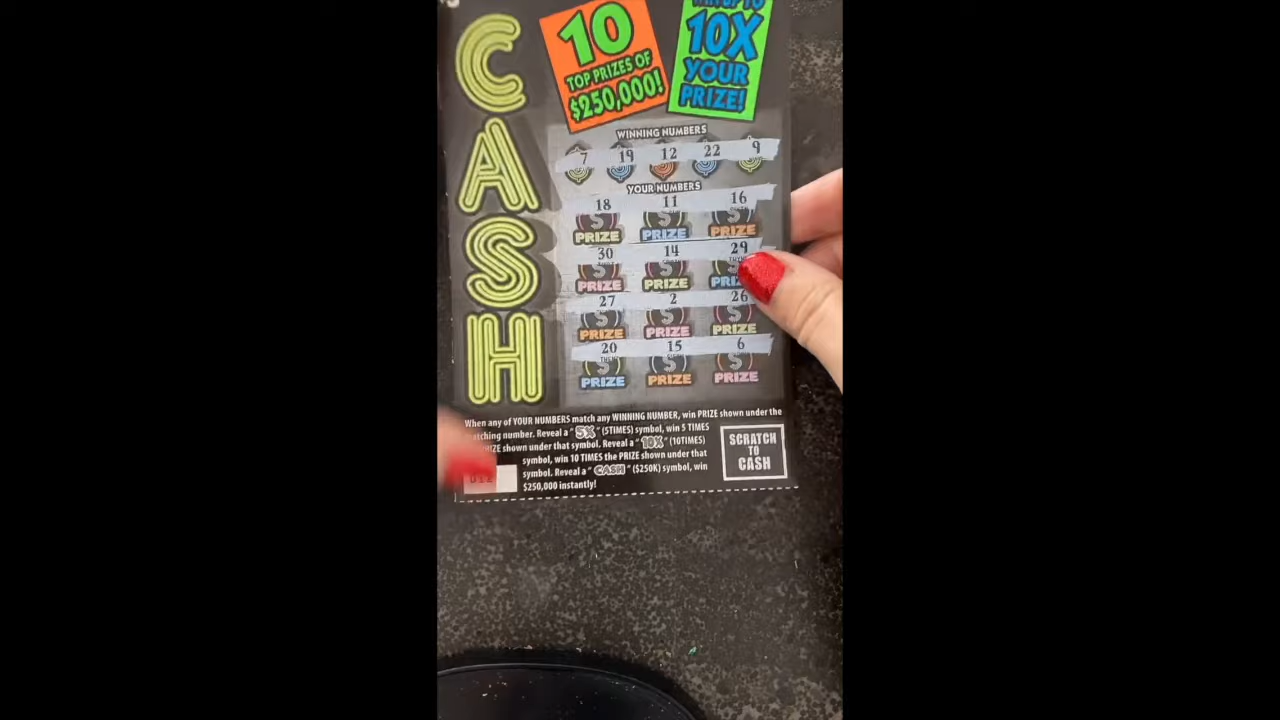 CASH
10
TOP PRIZES OF
$250,000!
10X
YOUR
PRIZE!
WINNING NUMBERS
7 19 12 22 9
YOUR NUMBERS
18 11 16
PRIZE PRIZE PRIZE
30 14 29
PRIZE PRIZE
27 2 26
PRIZE PRIZE PRIZE
20 15 6
PRIZE PRIZE PRIZE
When any of YOUR NUMBERS match any WINNING NUMBER, win PRIZE shown under the
number. Reveal a "5X" (5TIMES) symbol, win 5 TIMES
shown under that symbol. Reveal a "10X" (10TIMES)
symbol, win 10 TIMES the PRIZE shown under that
symbol. Reveal a "CASH" ($250K) symbol, win
$250,000 instantly!
SCRATCH
TO
CASH